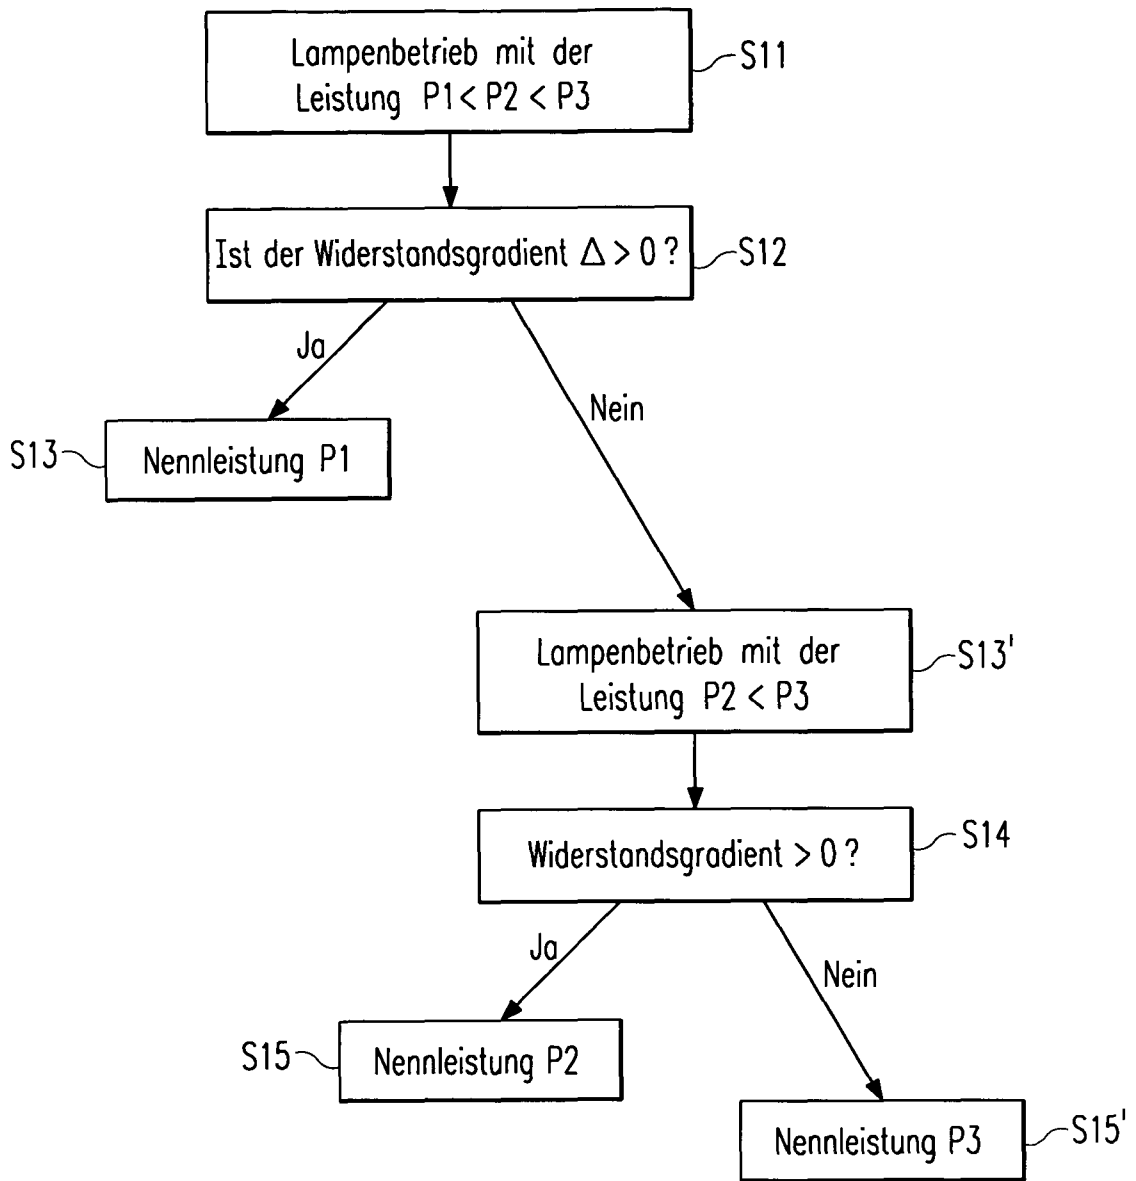 Lampenbetrieb mit der
Leistung P1 < P2 < P3
S11
Ist der Widerstandsgradient Δ > 0 ?
S12
Ja
Nein
S13
Nennleistung P1
Lampenbetrieb mit der
Leistung P2 < P3
S13'
Widerstandsgradient > 0 ?
S14
Ja
Nein
S15
Nennleistung P2
Nennleistung P3
S15'